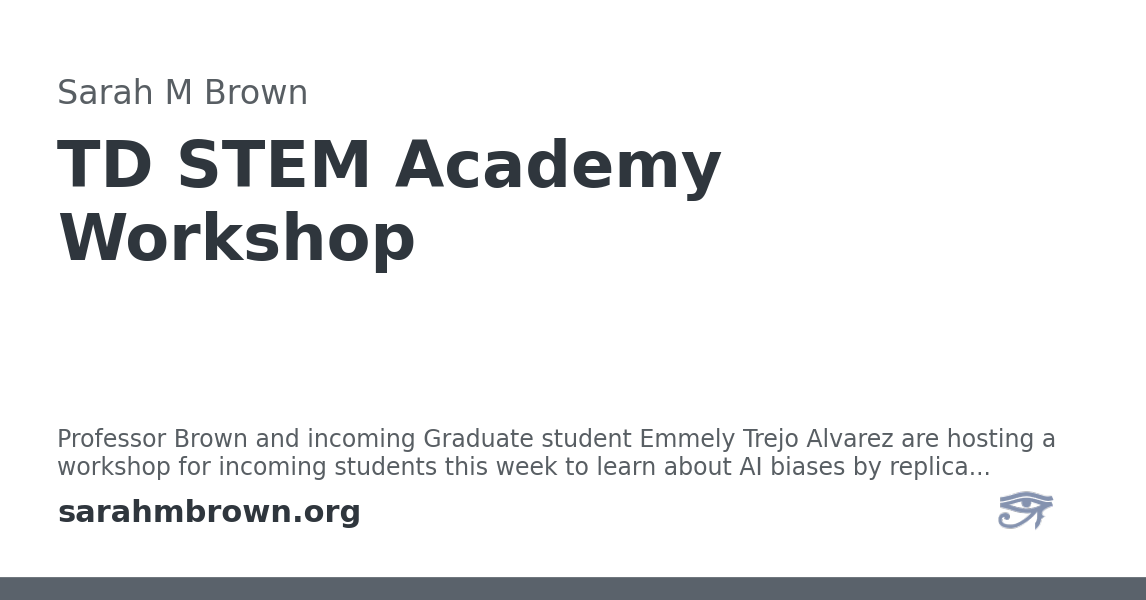 Sarah M Brown
TD STEM Academy
Workshop
Professor Brown and incoming Graduate student Emmely Trejo Alvarez are hosting a
workshop for incoming students this week to learn about AI biases by replica...
sarahmbrown.org